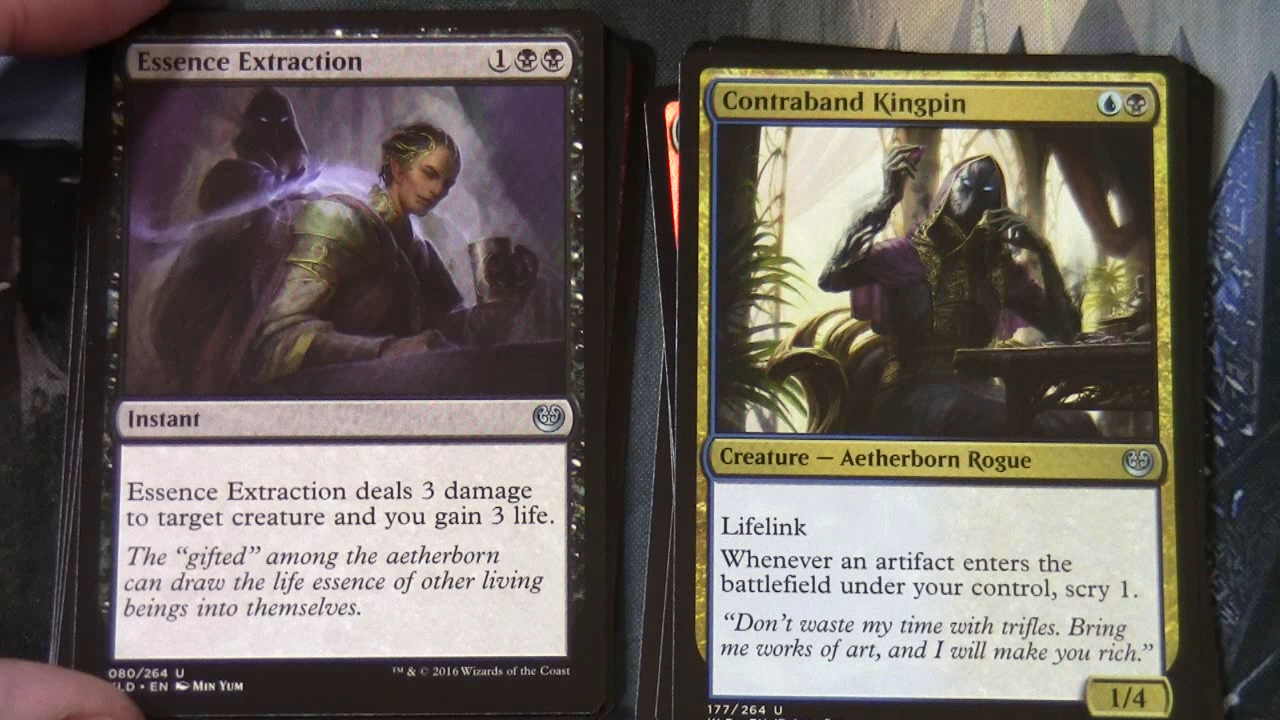 Essence Extraction 1
Instant
Essence Extraction deals 3 damage
to target creature and you gain 3 life.
The “gifted” among the aetherborn
can draw the life essence of other living
beings into themselves.
080/264 U
KLD • EN Min Yum
™ & © 2016 Wizards of the Coast
Contraband Kingpin
Creature — Aetherborn Rogue
Lifelink
Whenever an artifact enters the
battlefield under your control, scry 1.
“Don’t waste my time with trifles. Bring
me works of art, and I will make you rich.”
1/4
177/264 U